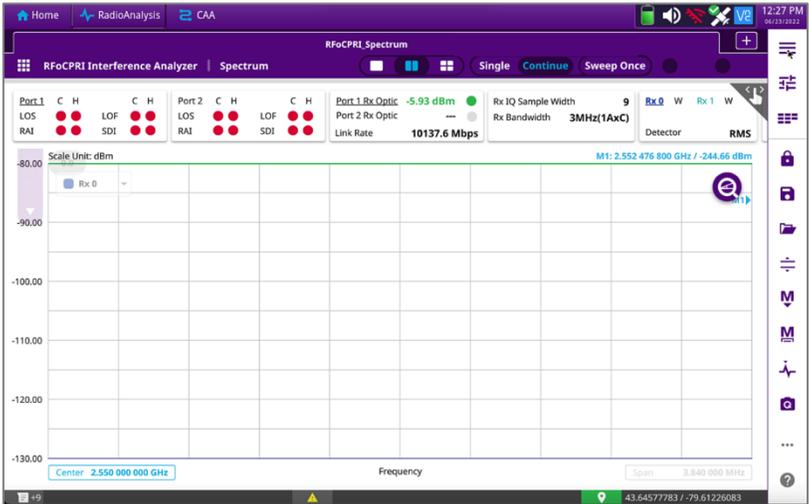 Home RadioAnalysis CAA V2 12:27 PM
06/23/2022
RFoCPRI_Spectrum +
RFoCPRI Interference Analyzer | Spectrum Single Continue Sweep Once
Port 1 C H C H
LOS LOF
RAI SDI
Port 2 C H C H
LOS LOF
RAI SDI
Port 1 Rx Optic -5.93 dBm
Port 2 Rx Optic ---
Link Rate 10137.6 Mbps
Rx IQ Sample Width 9
Rx Bandwidth 3MHz(1AxC)
Rx 0 W Rx 1 W
Detector RMS
Scale Unit: dBm M1: 2.552 476 800 GHz / -244.66 dBm
-80.00
Rx 0
M1
-90.00
-100.00
-110.00
-120.00
-130.00
Center 2.550 000 000 GHz Frequency Span 3.840 000 MHz
+9 43.64577783 / -79.61226083
M
M
...
?